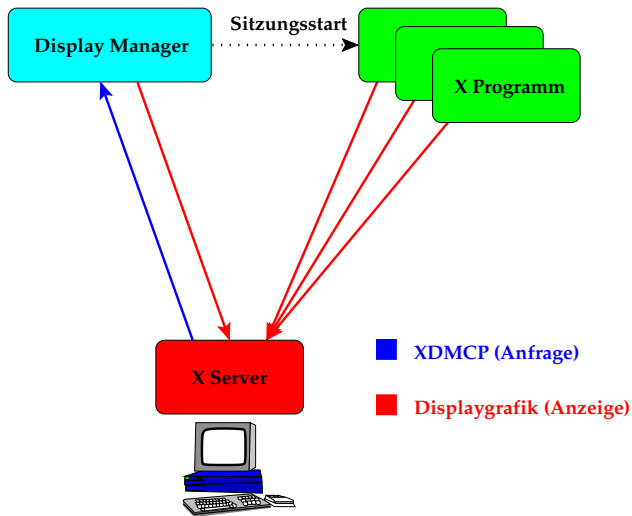 Sitzungsstart
Display Manager
X Programm
XDMCP (Anfrage)
X Server
Displaygrafik (Anzeige)